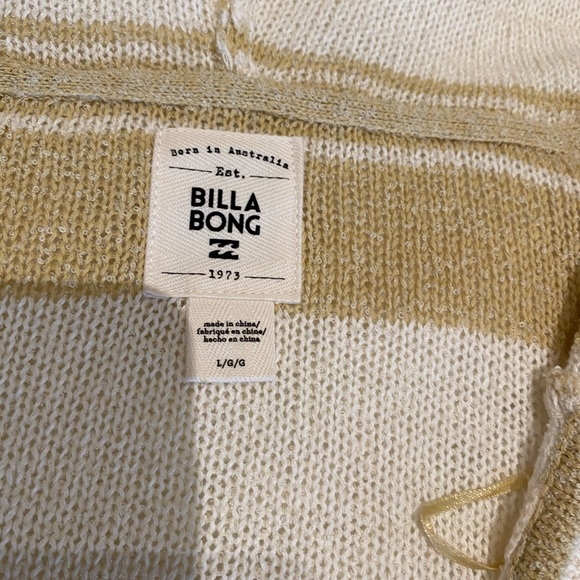 Born in Australia
Est.
BILLA
BONG
1973
made in china/
fabriqué en chine/
hecho en china
L/G/G